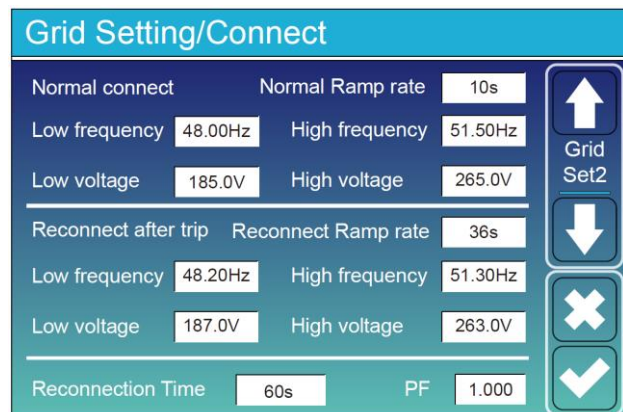 Grid Setting/Connect
Normal connect Normal Ramp rate 10s
Low frequency 48.00Hz High frequency 51.50Hz
Low voltage 185.0V High voltage 265.0V
Reconnect after trip Reconnect Ramp rate 36s
Low frequency 48.20Hz High frequency 51.30Hz
Low voltage 187.0V High voltage 263.0V
Reconnection Time 60s PF 1.000
Grid
Set2